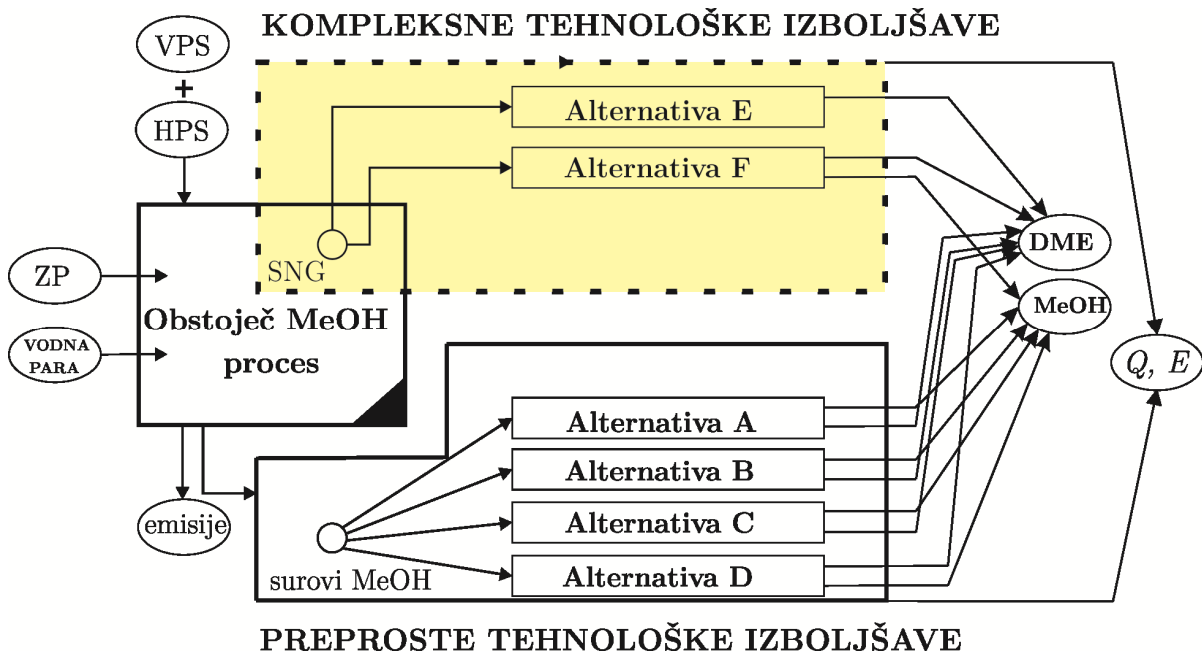 KOMPLEKSNE TEHNOLOŠKE IZBOLJŠAVE
VPS
+
HPS
Alternativa E
Alternativa F
SNG
ZP
VODNA
PARA
Obstoječ MeOH
proces
DME
MeOH
Q, E
Alternativa A
Alternativa B
Alternativa C
Alternativa D
emisije
surovi MeOH
PREPROSTE TEHNOLOŠKE IZBOLJŠAVE